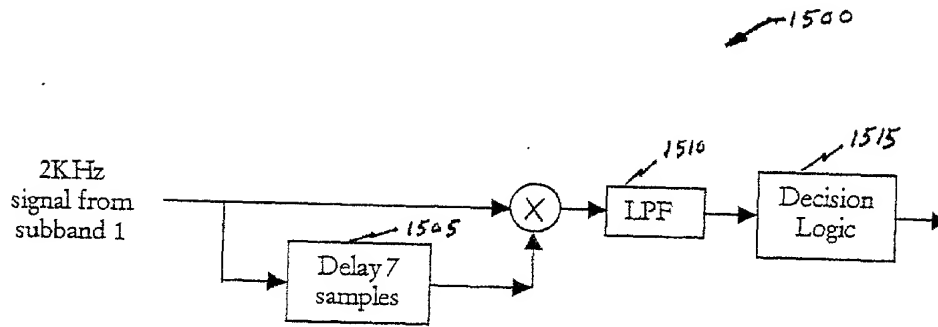 1500
2KHz
signal from
subband 1
X
1510
LPF
1515
Decision
Logic
1505
Delay 7
samples